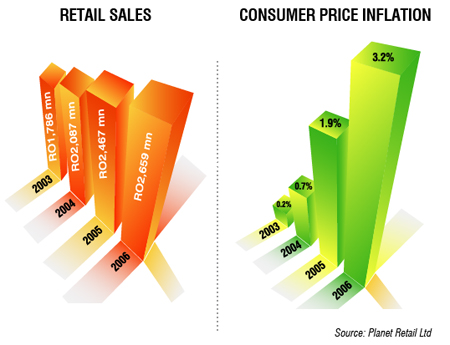 RETAIL SALES
RO1,786 mn
RO2,087 mn
RO2,467 mn
RO2,659 mn
2003
2004
2005
2006
CONSUMER PRICE INFLATION
0.2%
0.7%
1.9%
3.2%
2003
2004
2005
2006
Source: Planet Retail Ltd